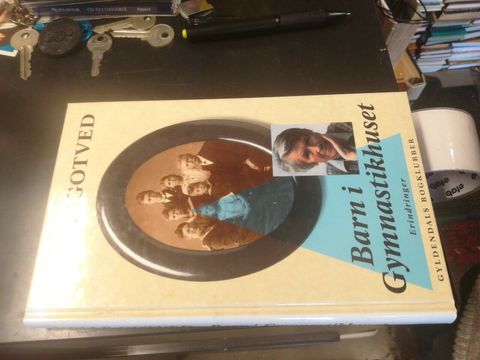 GOTVED
Barn i
Gymnastikhuset
Erindringer
GYLDENDALS BOGKLUBBER